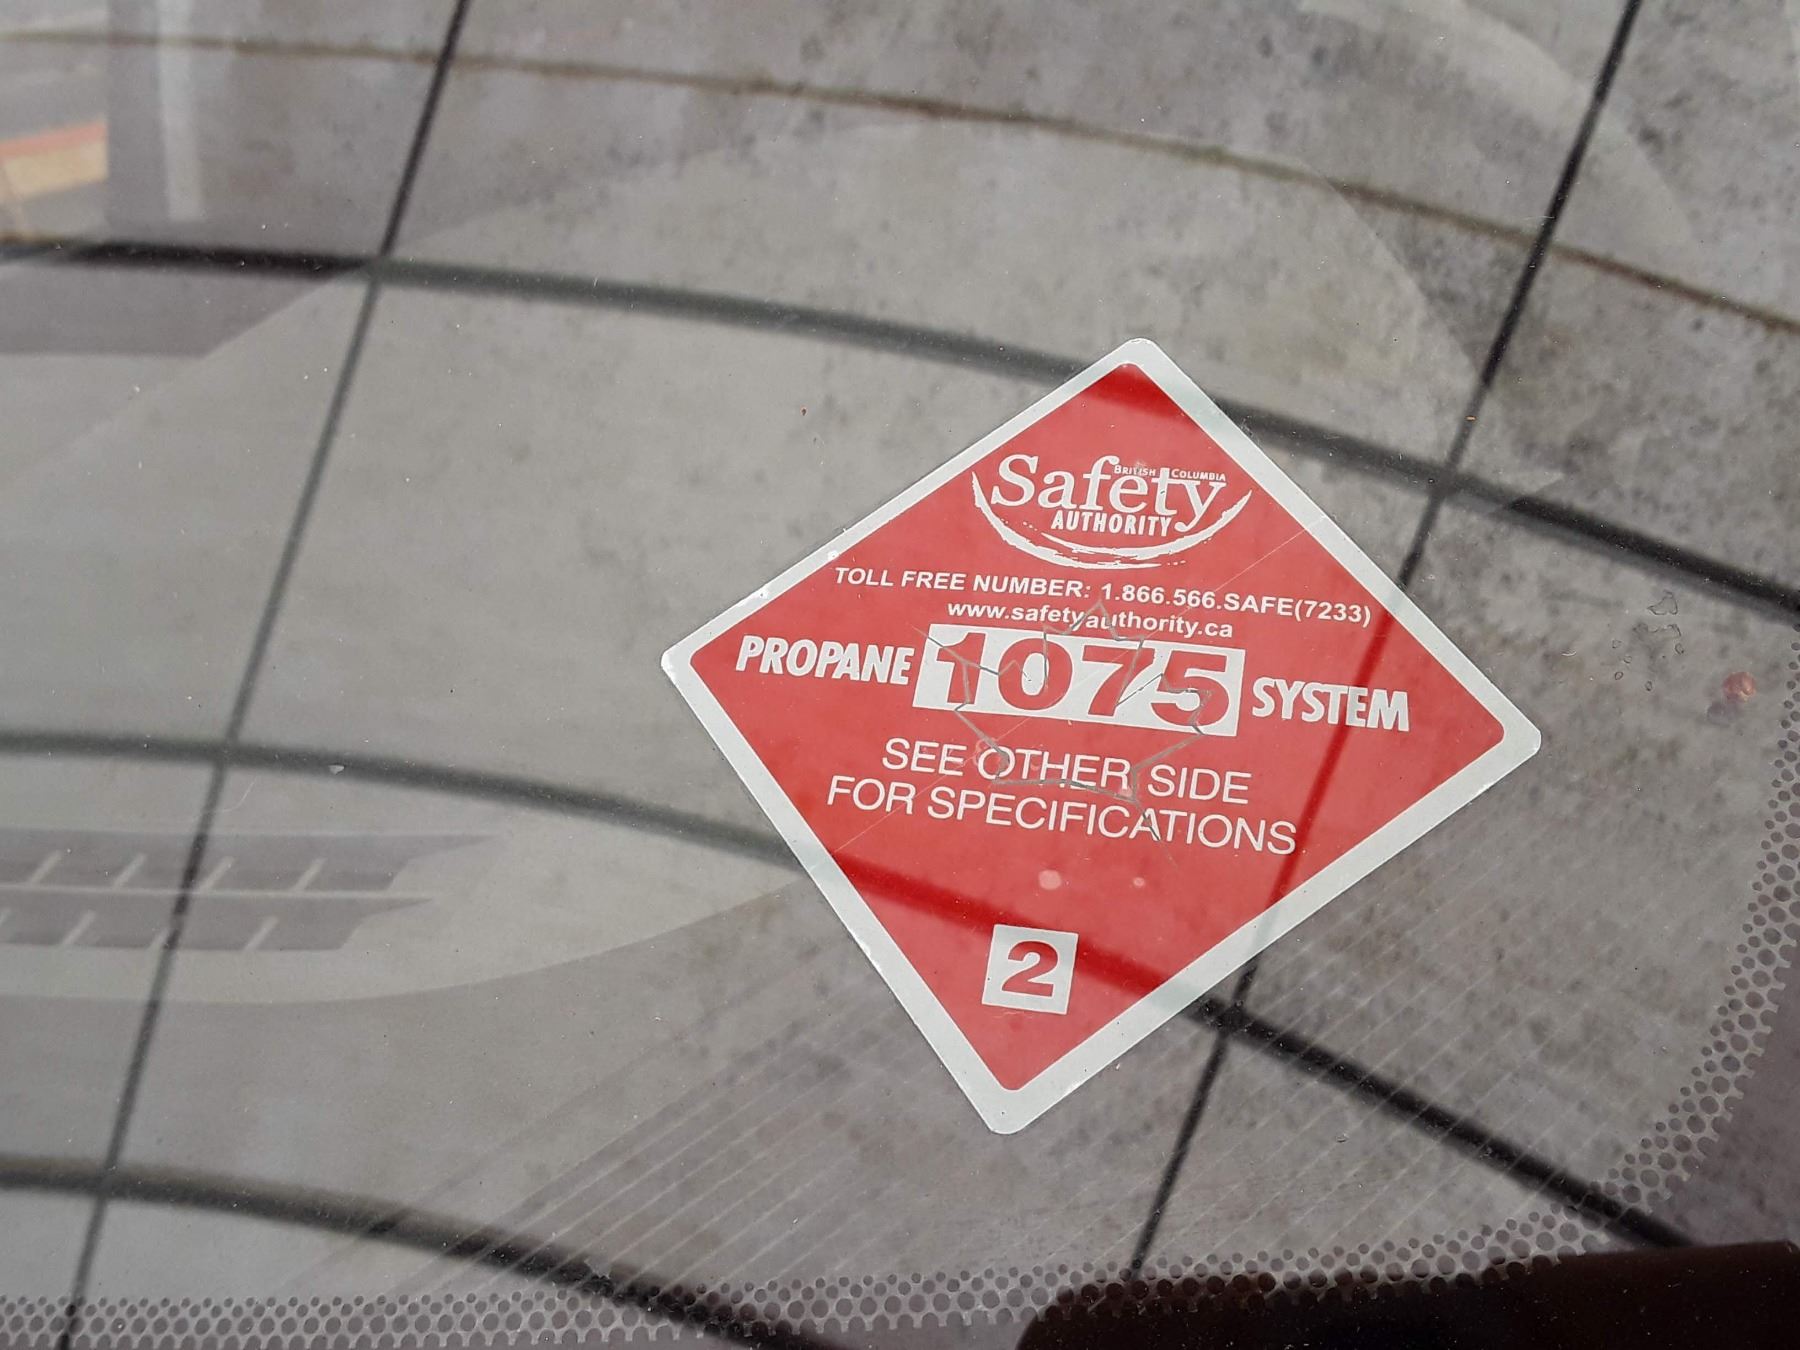 BRITISH COLUMBIA
Safety
AUTHORITY
TOLL FREE NUMBER: 1.866.566.SAFE(7233)
www.safetyauthority.ca
PROPANE 1075 SYSTEM
SEE OTHER SIDE
FOR SPECIFICATIONS
2